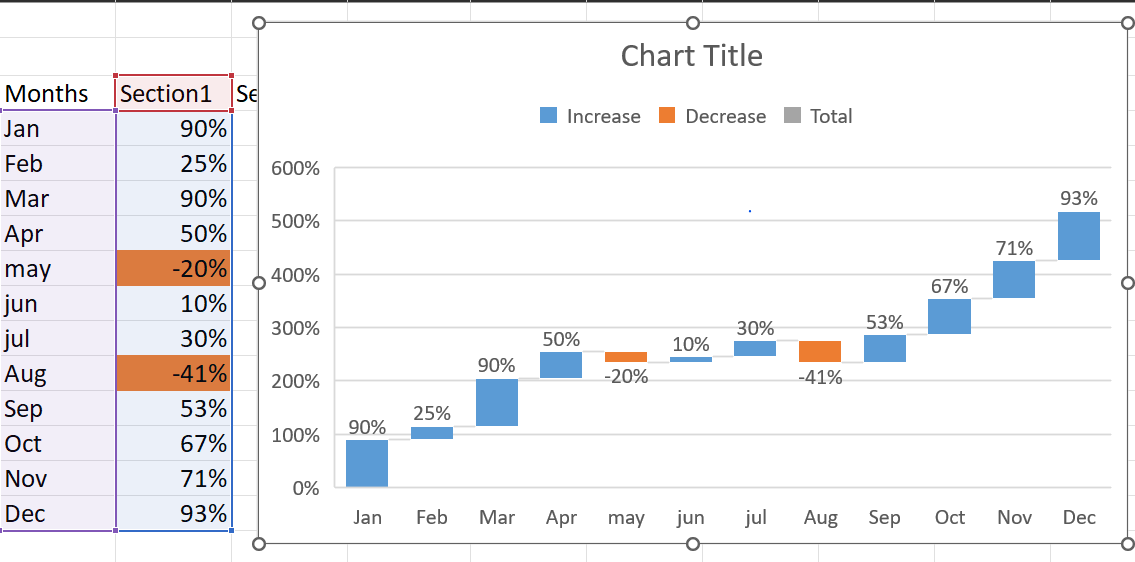 Months Section1 Se
Jan 90%
Feb 25%
Mar 90%
Apr 50%
may -20%
jun 10%
jul 30%
Aug -41%
Sep 53%
Oct 67%
Nov 71%
Dec 93%
Chart Title
Increase Decrease Total
600%
500%
400%
300%
200%
100%
0%
90% 25% 90% 50% -20% 10% 30% -41% 53% 67% 71% 93%
Jan Feb Mar Apr may jun jul Aug Sep Oct Nov Dec